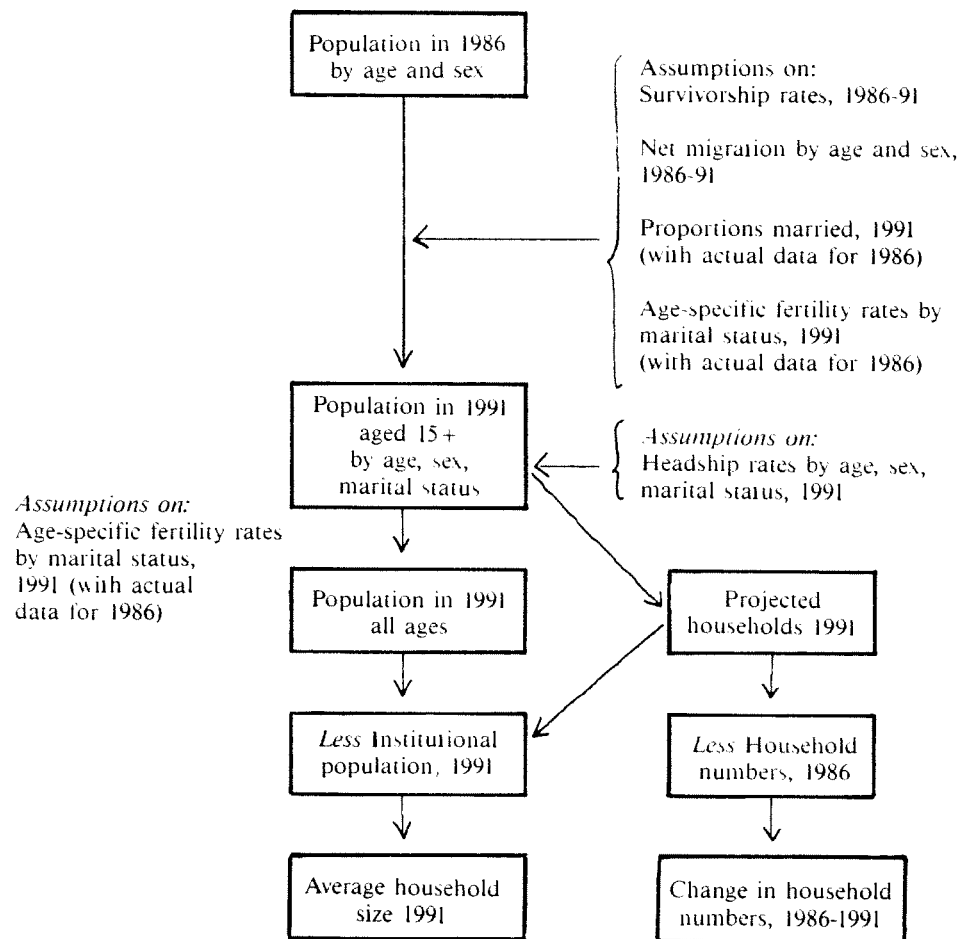 Population in 1986
by age and sex
Assumptions on:
Survivorship rates, 1986-91
Net migration by age and sex,
1986-91
Proportions married, 1991
(with actual data for 1986)
Age-specific fertility rates by
marital status, 1991
(with actual data for 1986)
Population in 1991
aged 15+
by age, sex,
marital status
Assumptions on:
Headship rates by age, sex,
marital status, 1991
Assumptions on:
Age-specific fertility rates
by marital status,
1991 (with actual
data for 1986)
Population in 1991
all ages
Projected
households 1991
Less Institutional
population, 1991
Less Household
numbers, 1986
Average household
size 1991
Change in household
numbers, 1986-1991